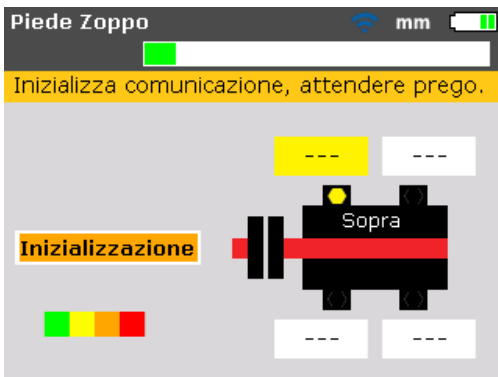 Piede Zoppo mm
Inizializza comunicazione, attendere prego.
--- ---
Sopra
Inizializzazione
--- ---